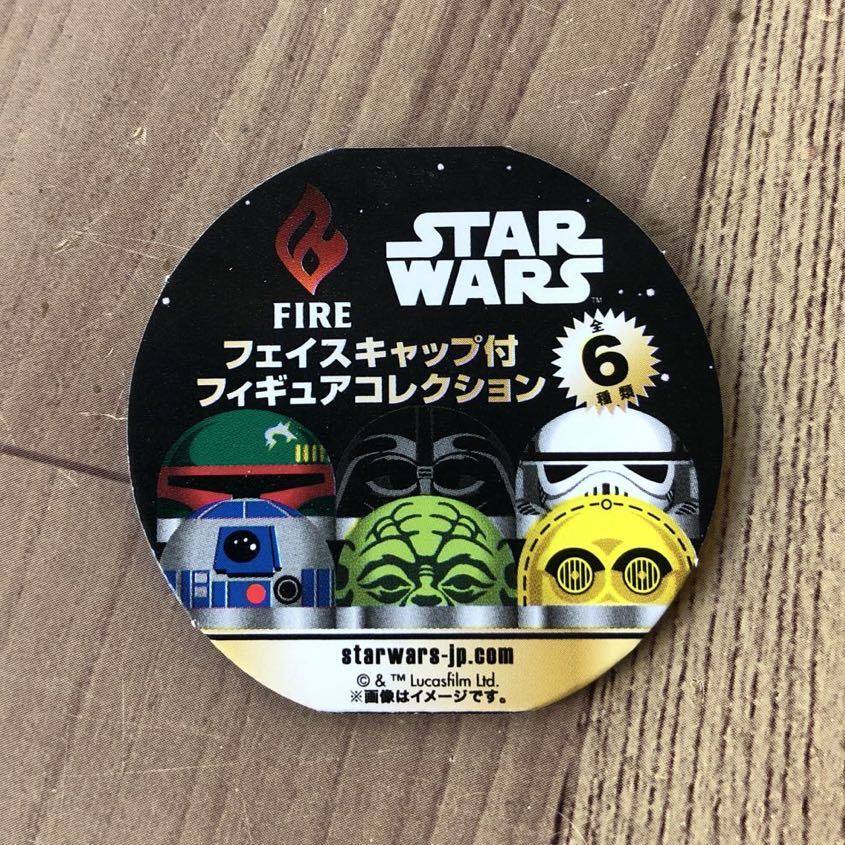 STAR
WARS
™
FIRE
フェイスキャップ付
フィギュアコレクション
全
6
種類
starwars-jp.com
© & ™ Lucasfilm Ltd.
※画像はイメージです。